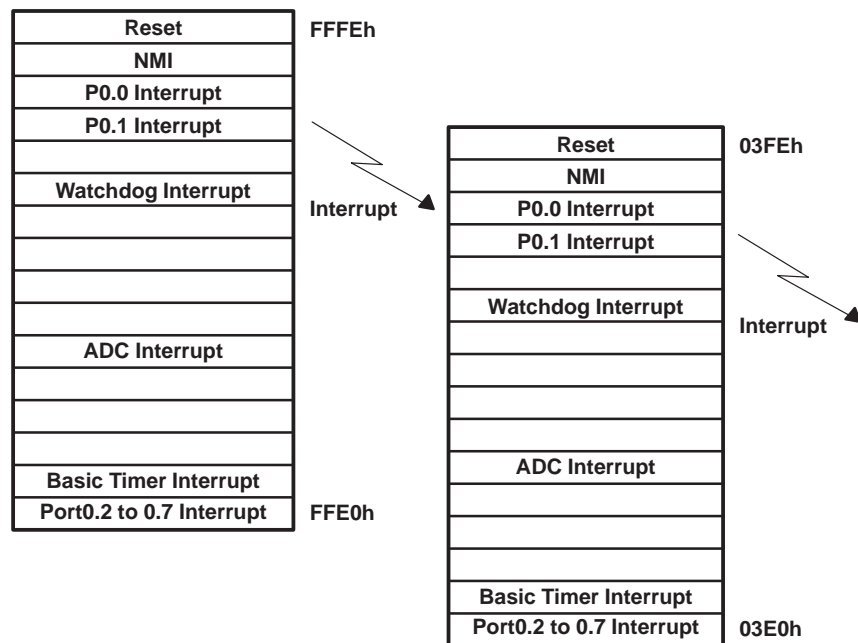 Reset FFFEh
NMI
P0.0 Interrupt
P0.1 Interrupt
Watchdog Interrupt
Interrupt
ADC Interrupt
Basic Timer Interrupt
Port0.2 to 0.7 Interrupt FFE0h
Reset 03FEh
NMI
P0.0 Interrupt
P0.1 Interrupt
Watchdog Interrupt
Interrupt
ADC Interrupt
Basic Timer Interrupt
Port0.2 to 0.7 Interrupt 03E0h